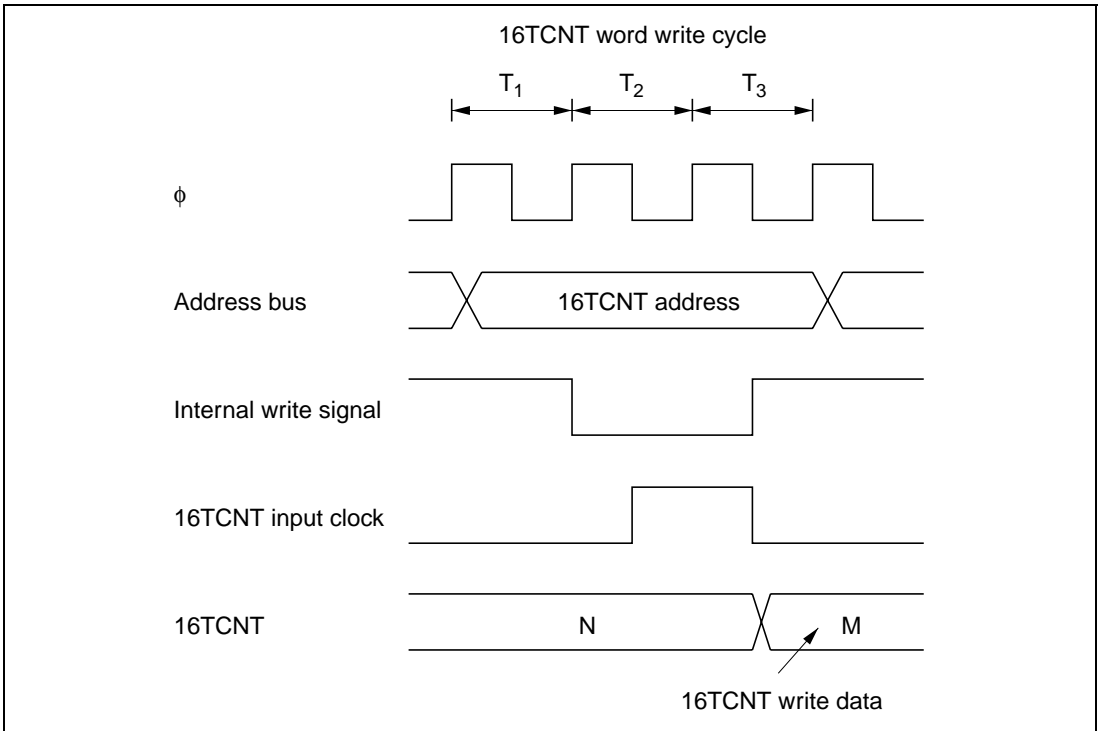 16TCNT word write cycle
T1 T2 T3
φ
Address bus
16TCNT address
Internal write signal
16TCNT input clock
16TCNT
N
M
16TCNT write data